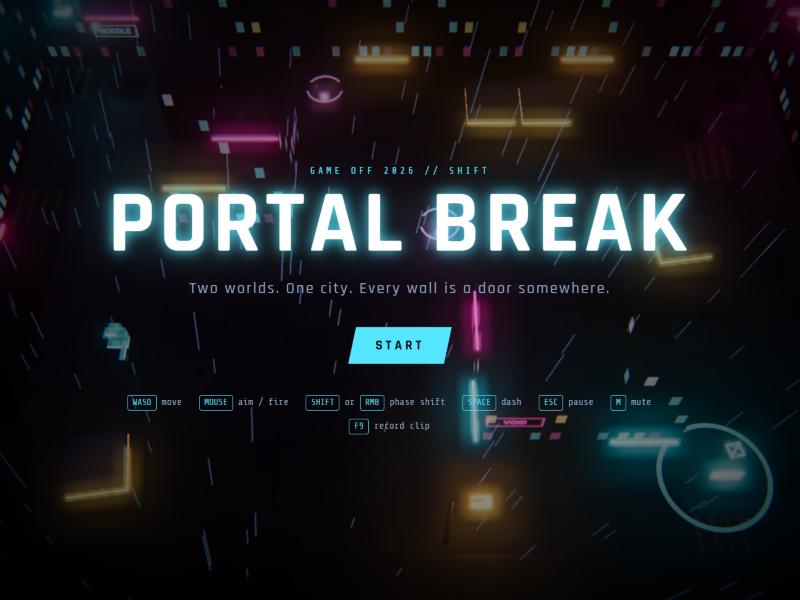 NOODLE
GAME OFF 2026 // SHIFT
PORTAL BREAK
Two worlds. One city. Every wall is a door somewhere.
START
WASD move MOUSE aim / fire SHIFT or RMB phase shift SPACE dash ESC pause M mute
F9 record clip
VOID